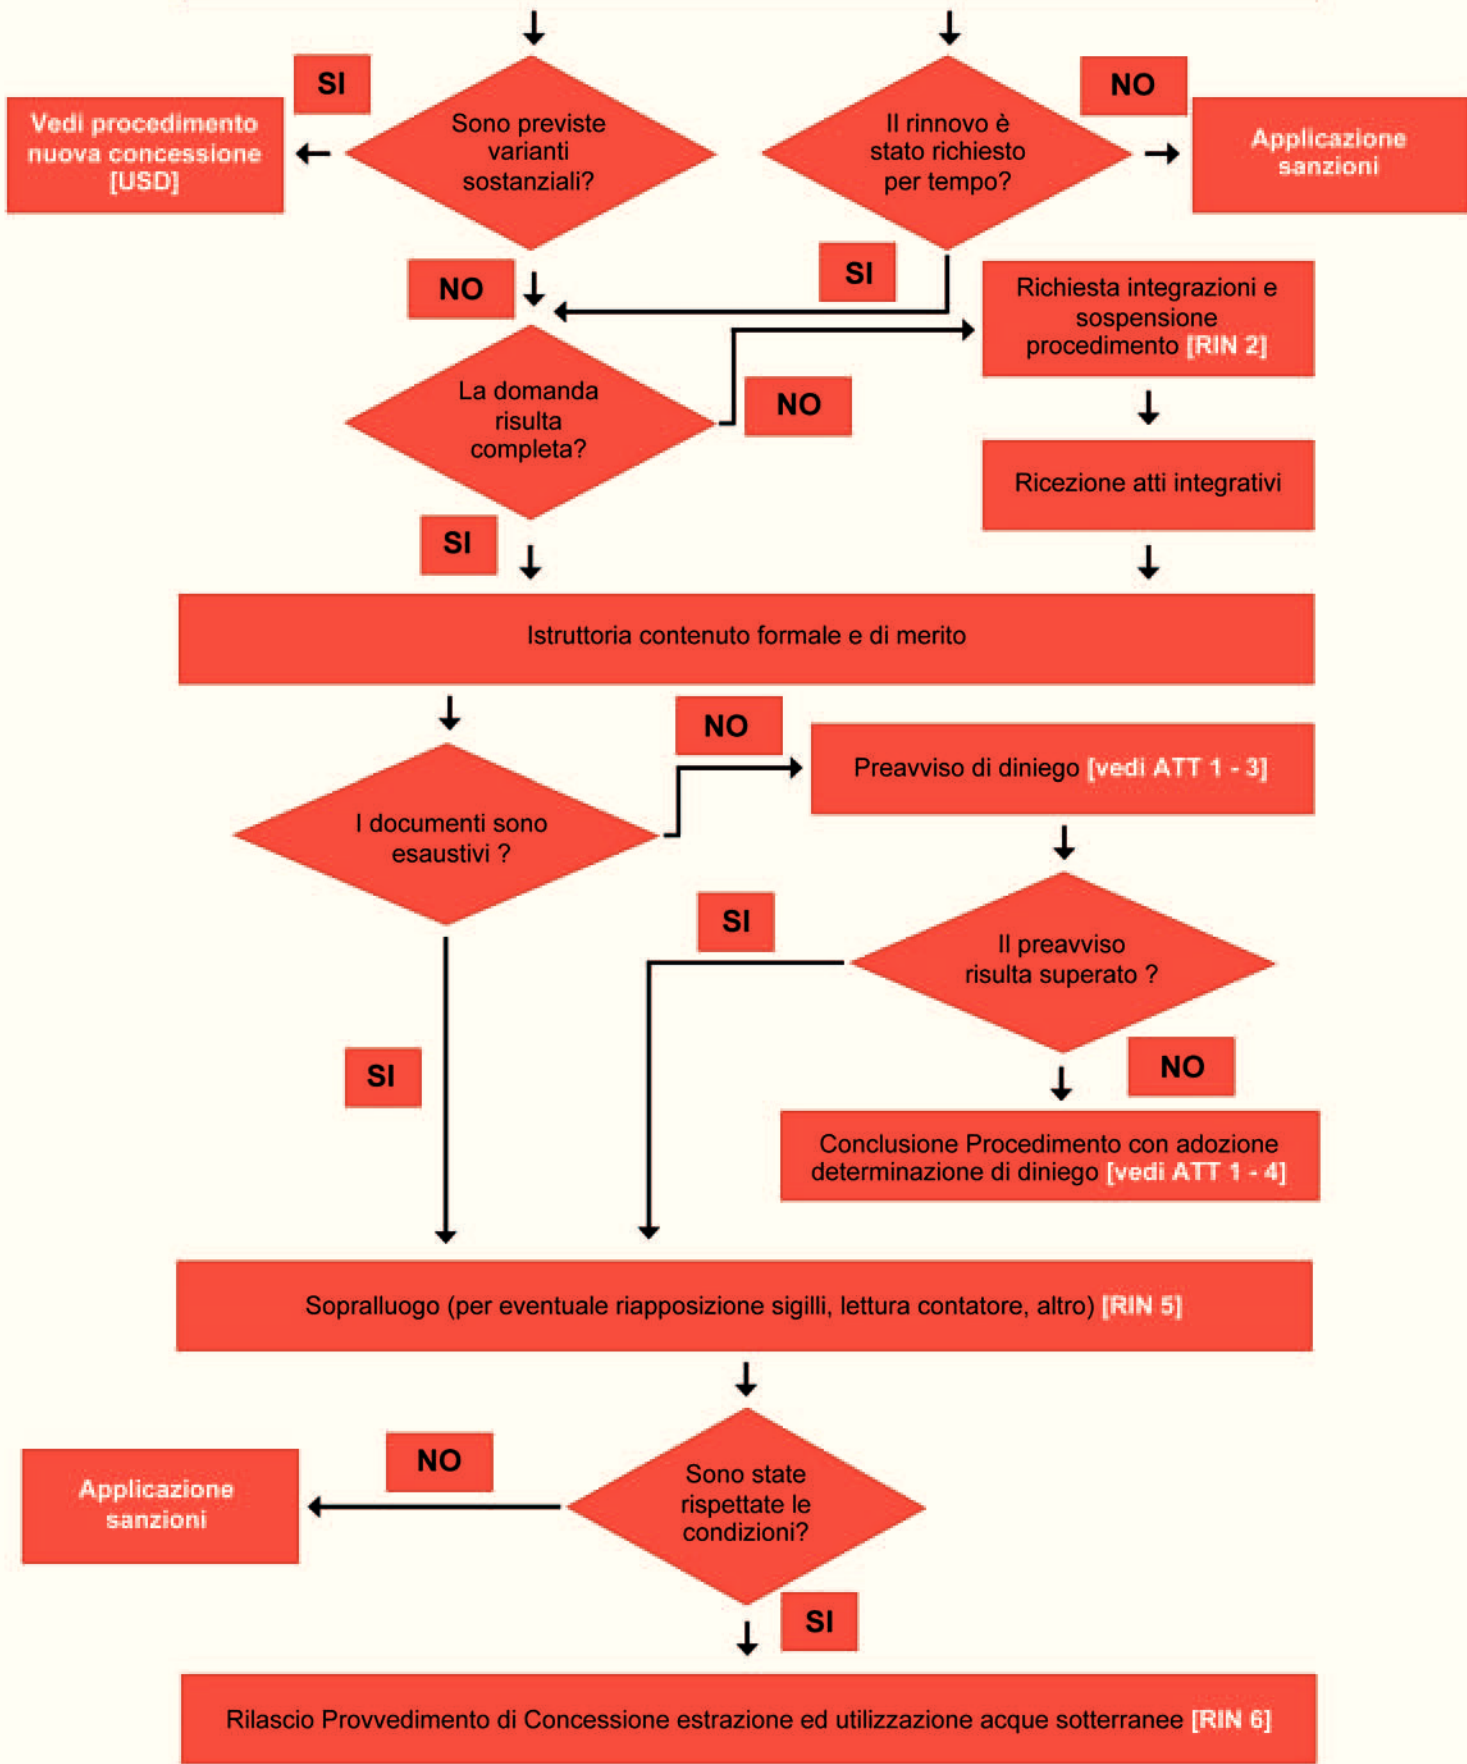 SI
Vedi procedimento
nuova concessione
[USD]
Sono previste
varianti
sostanziali?
Il rinnovo è
stato richiesto
per tempo?
NO
Applicazione
sanzioni
NO
SI
Richiesta integrazioni e
sospensione
procedimento [RIN 2]
La domanda
risulta
completa?
NO
Ricezione atti integrativi
SI
Istruttoria contenuto formale e di merito
NO
Preavviso di diniego [vedi ATT 1 - 3]
I documenti sono
esaustivi ?
SI
Il preavviso
risulta superato ?
SI
NO
Conclusione Procedimento con adozione
determinazione di diniego [vedi ATT 1 - 4]
Sopralluogo (per eventuale riapposizione sigilli, lettura contatore, altro) [RIN 5]
NO
Applicazione
sanzioni
Sono state
rispettate le
condizioni?
SI
Rilascio Provvedimento di Concessione estrazione ed utilizzazione acque sotterranee [RIN 6]